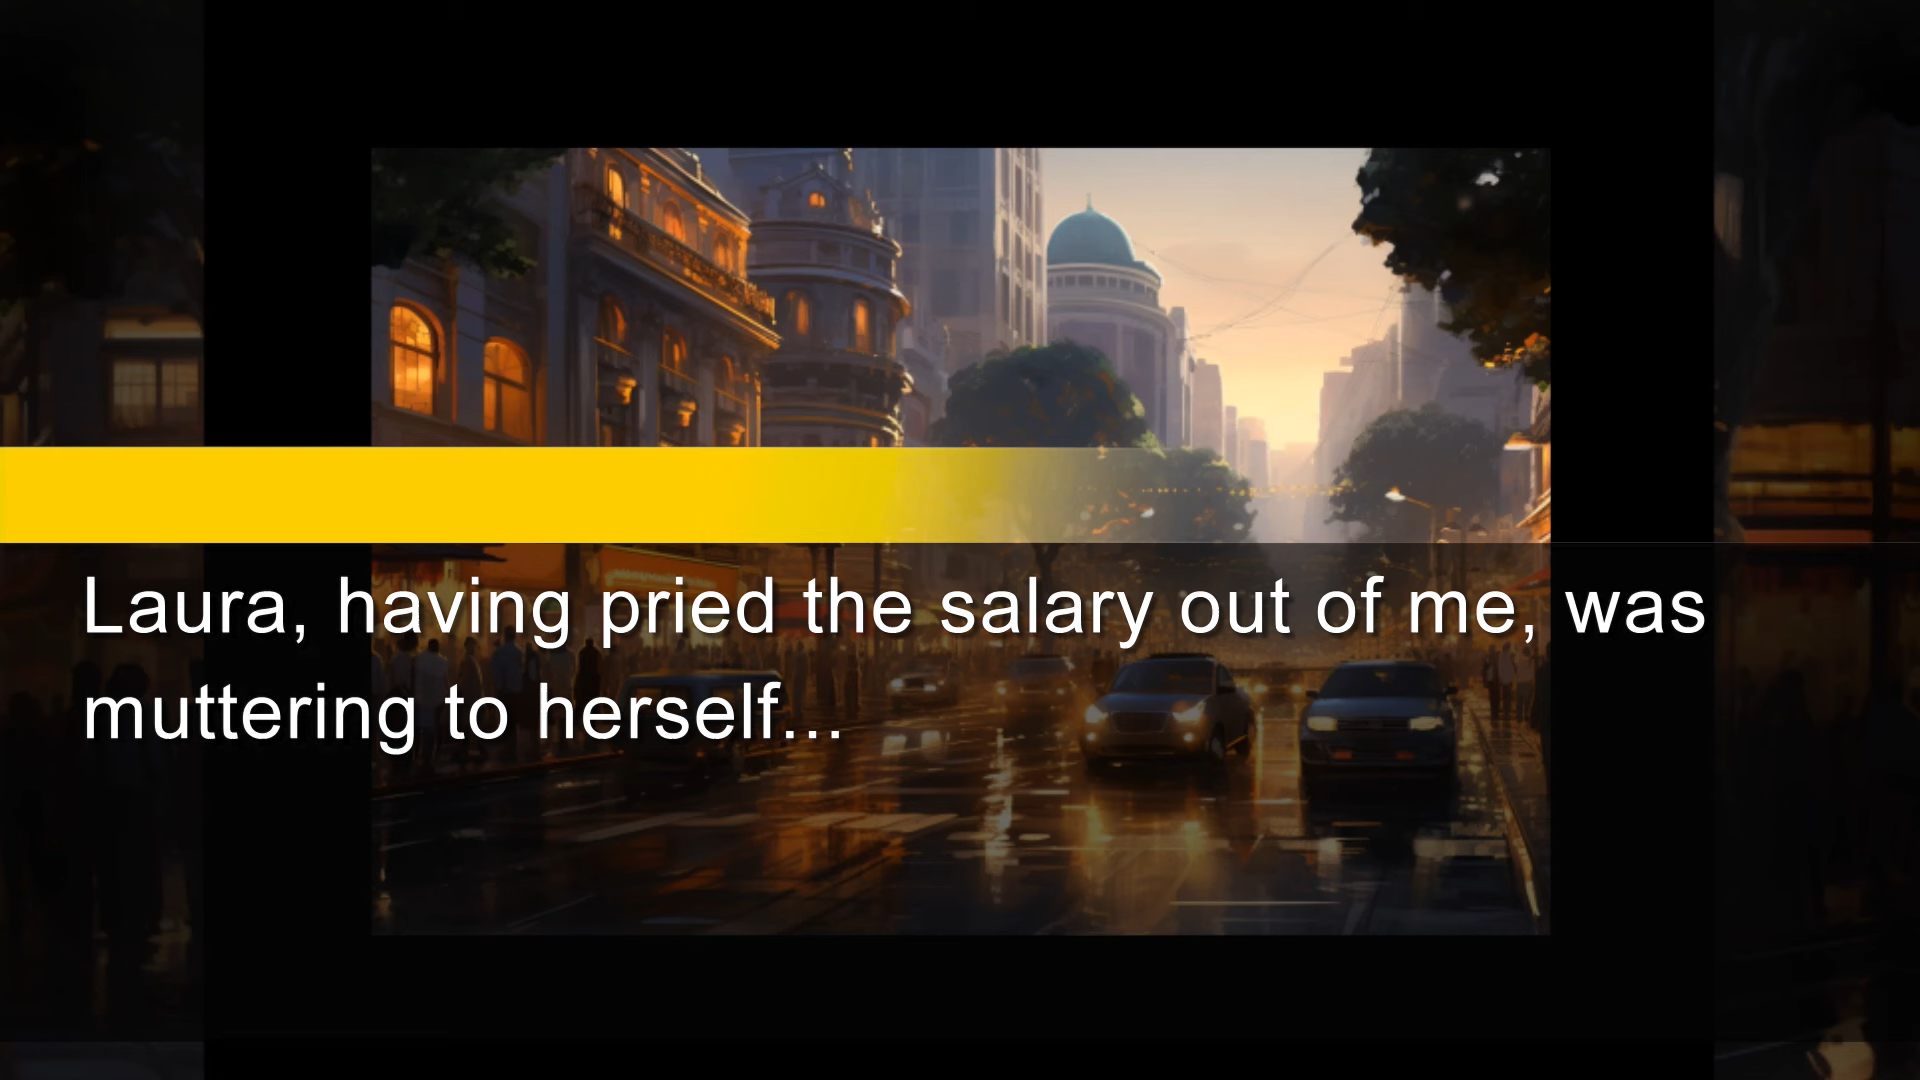 Laura, having pried the salary out of me, was
muttering to herself...